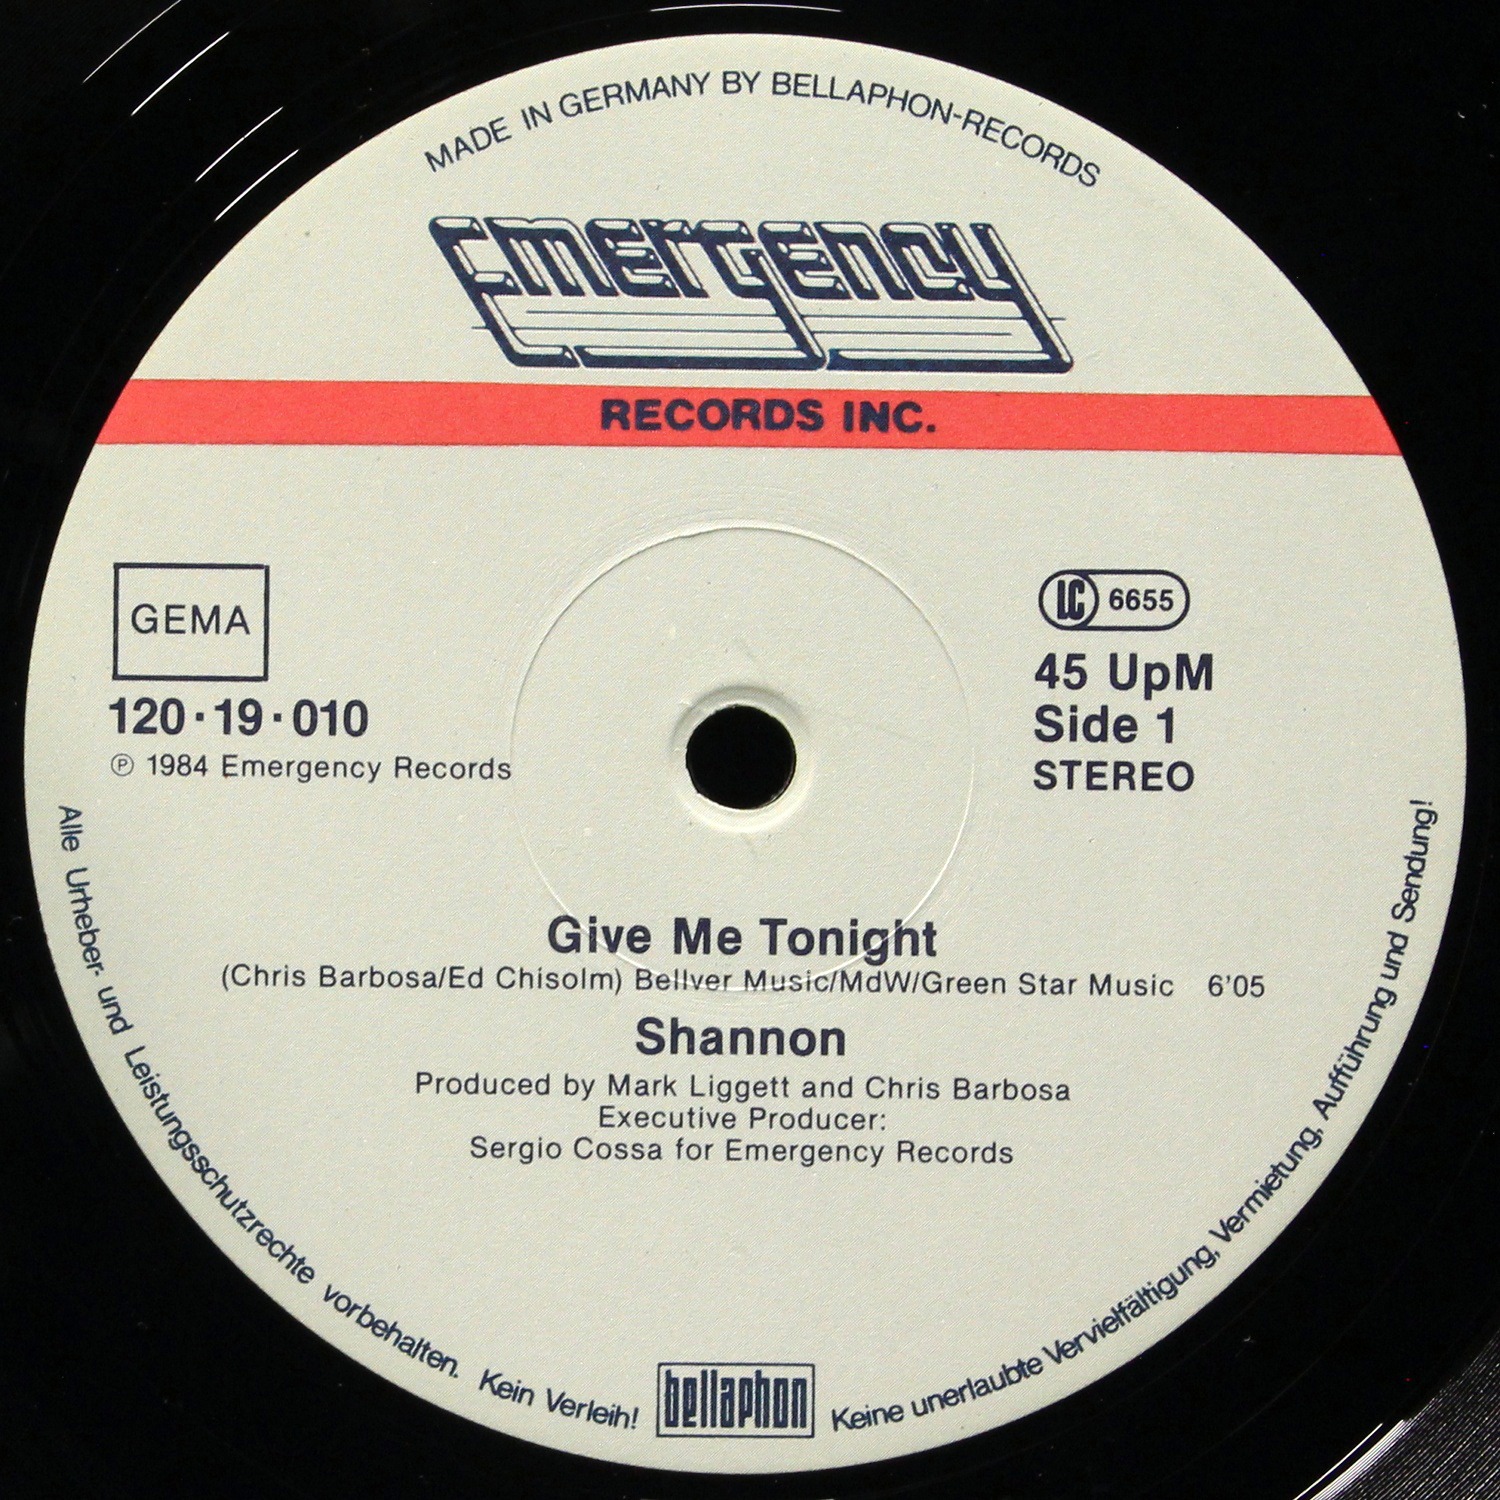 MADE IN GERMANY BY BELLAPHON-RECORDS
Emergency
RECORDS INC.
GEMA
120·19·010
℗ 1984 Emergency Records
LC 6655
45 UpM
Side 1
STEREO
Give Me Tonight
(Chris Barbosa/Ed Chisolm) Bellver Music/MdW/Green Star Music 6'05
Shannon
Produced by Mark Liggett and Chris Barbosa
Executive Producer:
Sergio Cossa for Emergency Records
Alle Urheber- und Leistungsschutzrechte vorbehalten. Kein Verleih!
bellaphon
Keine unerlaubte Vervielfältigung, Vermietung, Aufführung und Sendung!